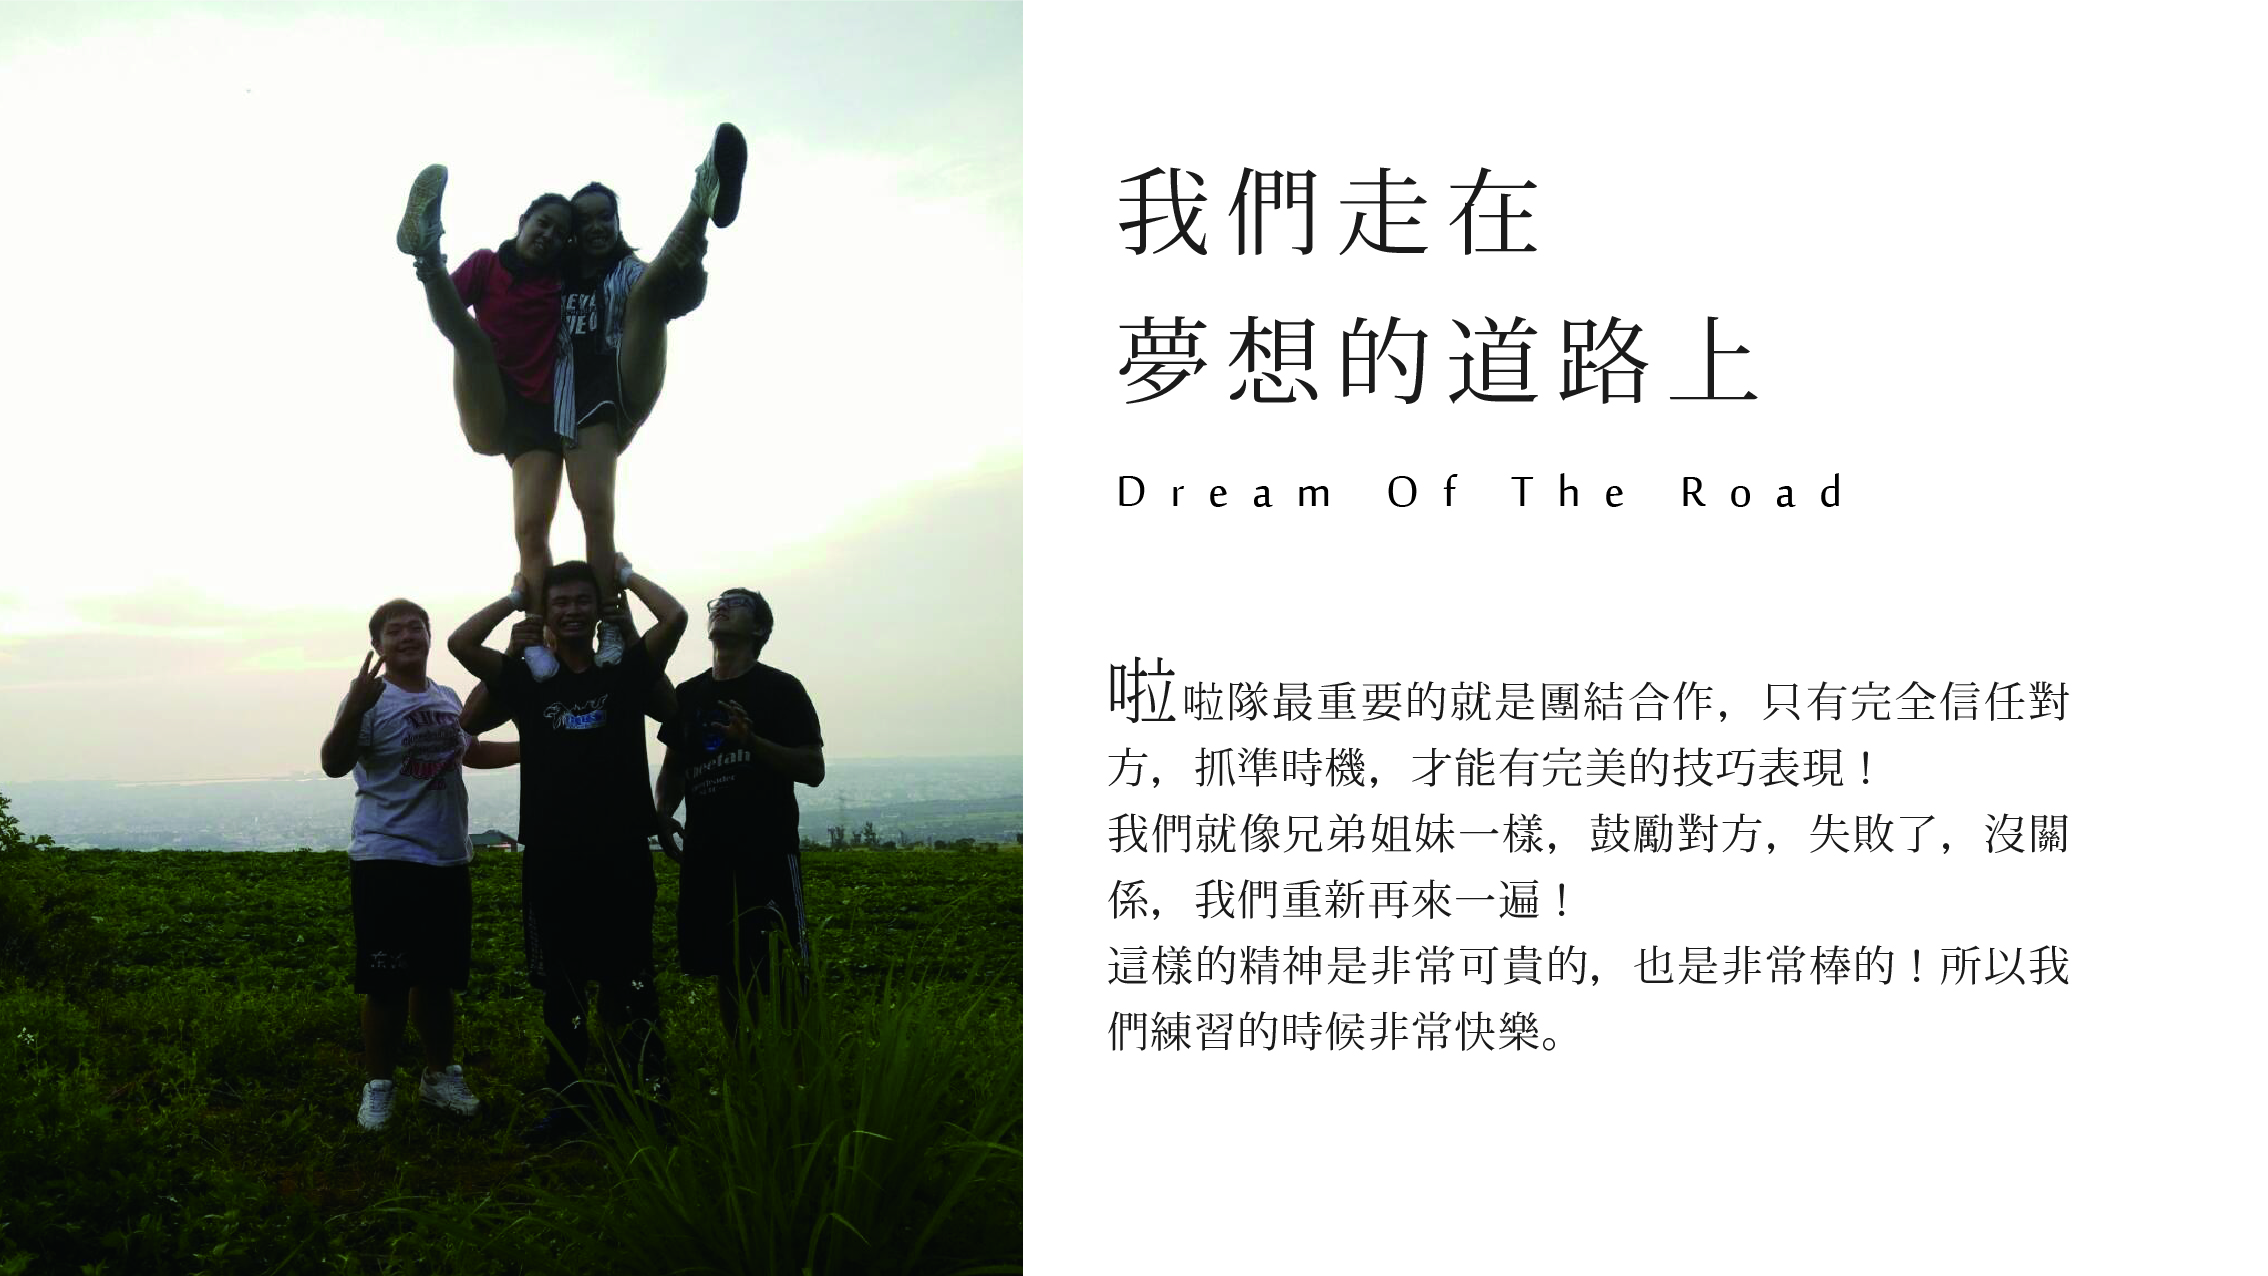 我們走在
夢想的道路上
Dream Of The Road
啦啦隊最重要的就是團結合作，只有完全信任對
方，抓準時機，才能有完美的技巧表現！
我們就像兄弟姐妹一樣，鼓勵對方，失敗了，沒關
係，我們重新再來一遍！
這樣的精神是非常可貴的，也是非常棒的！所以我
們練習的時候非常快樂。
Cheetah